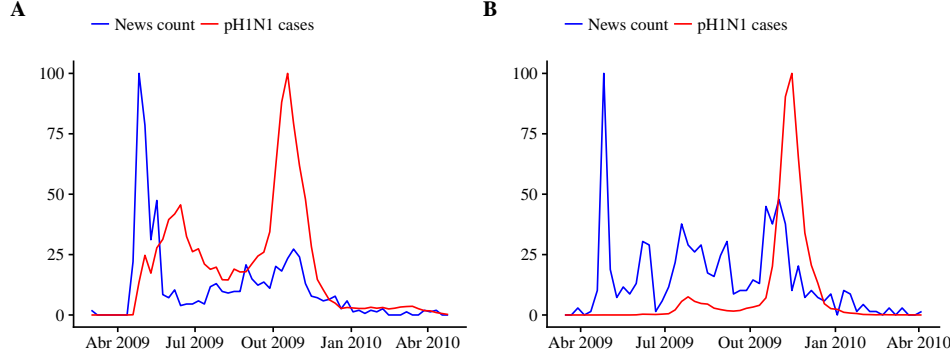 A
B
News count
pH1N1 cases
News count
pH1N1 cases
100
75
50
25
0
100
75
50
25
0
Abr 2009
Jul 2009
Out 2009
Jan 2010
Abr 2010
Abr 2009
Jul 2009
Out 2009
Jan 2010
Abr 2010